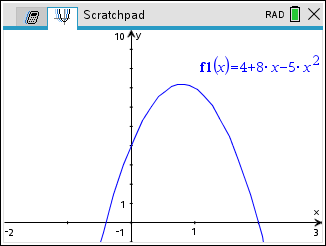 Scratchpad RAD
10 y
f1(x)=4+8·x−5·x²
1
x
-2 -1 1 3